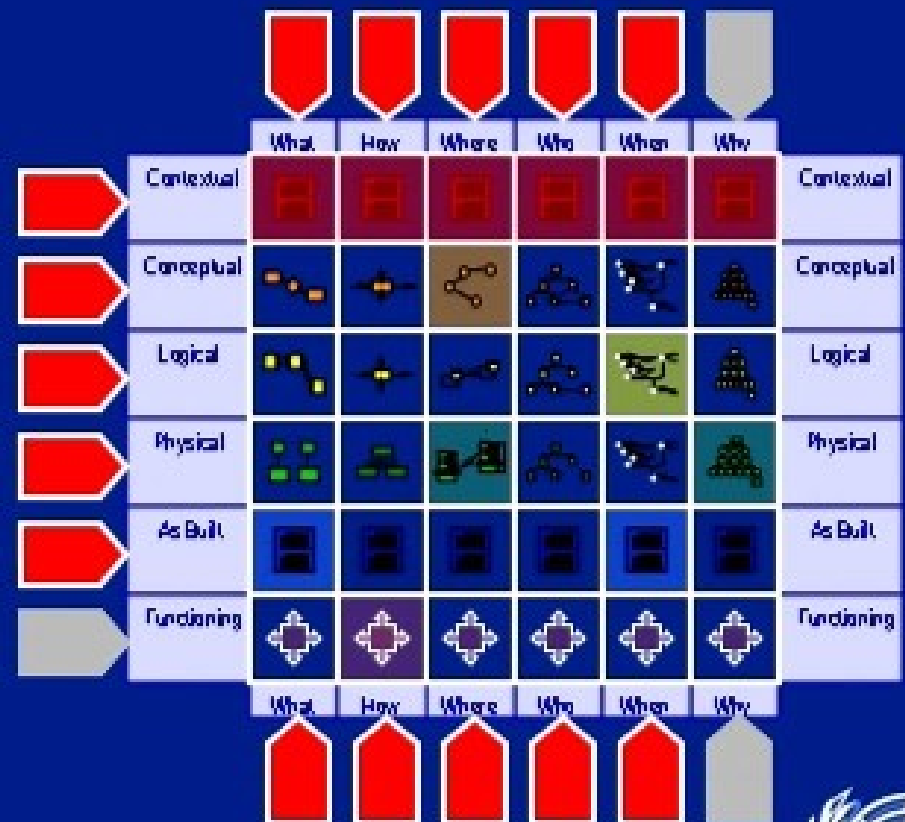 What How Where Who When Why
Contextual Contextual
Conceptual Conceptual
Logical Logical
Physical Physical
As Built As Built
Functioning Functioning
What How Where Who When Why